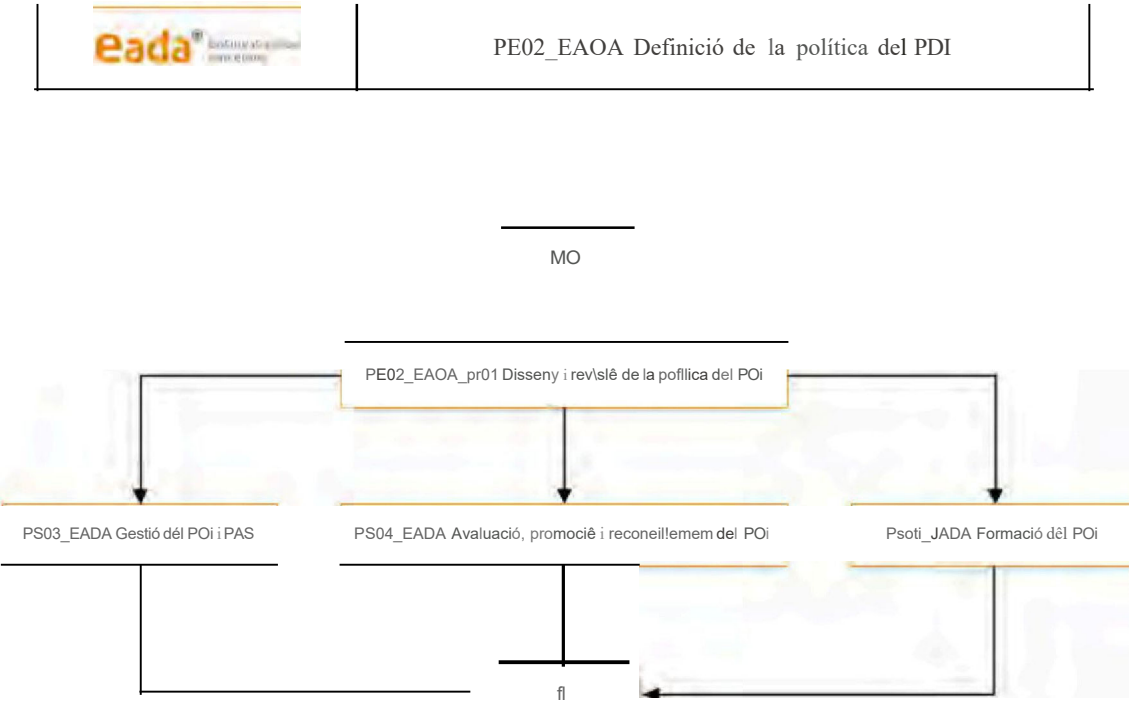 eada®
PE02_EAOA Definició de la política del PDI
MO
PE02_EAOA_pr01 Disseny i rev\slê de la pofllica del POi
PS03_EADA Gestió dél POi i PAS
PS04_EADA Avaluació, promociê i reconeil!emem del POi
Psoti_JADA Formació dêl POi
fl